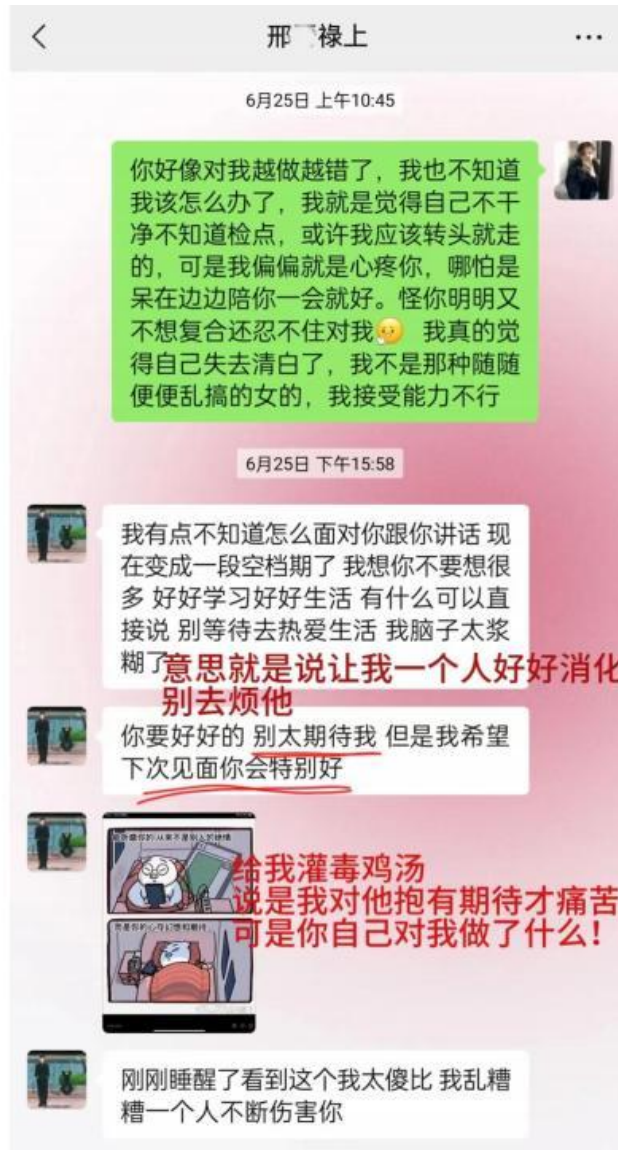 邢 祿上
6月25日 上午10:45
你好像对我越做越错了，我也不知道
我该怎么办了，我就是觉得自己不干
净不知道检点，或许我应该转头就走
的，可是我偏偏就是心疼你，哪怕是
呆在边边陪你一会就好。怪你明明又
不想复合还忍不住对我 我真的觉
得自己失去清白了，我不是那种随随
便便乱搞的女的，我接受能力不行
6月25日 下午15:58
我有点不知道怎么面对你跟你讲话 现
在变成一段空档期了 我想你不要想很
多 好好学习好好生活 有什么可以直
接说 别等待去热爱生活 我脑子太浆
糊了
意思就是说让我一个人好好消化
别去烦他
你要好好的 别太期待我 但是我希望
下次见面你会特别好
给我灌毒鸡汤
说是我对他抱有期待才痛苦
可是你自己对我做了什么！
刚刚睡醒了看到这个我太傻比 我乱糟
糟一个人不断伤害你